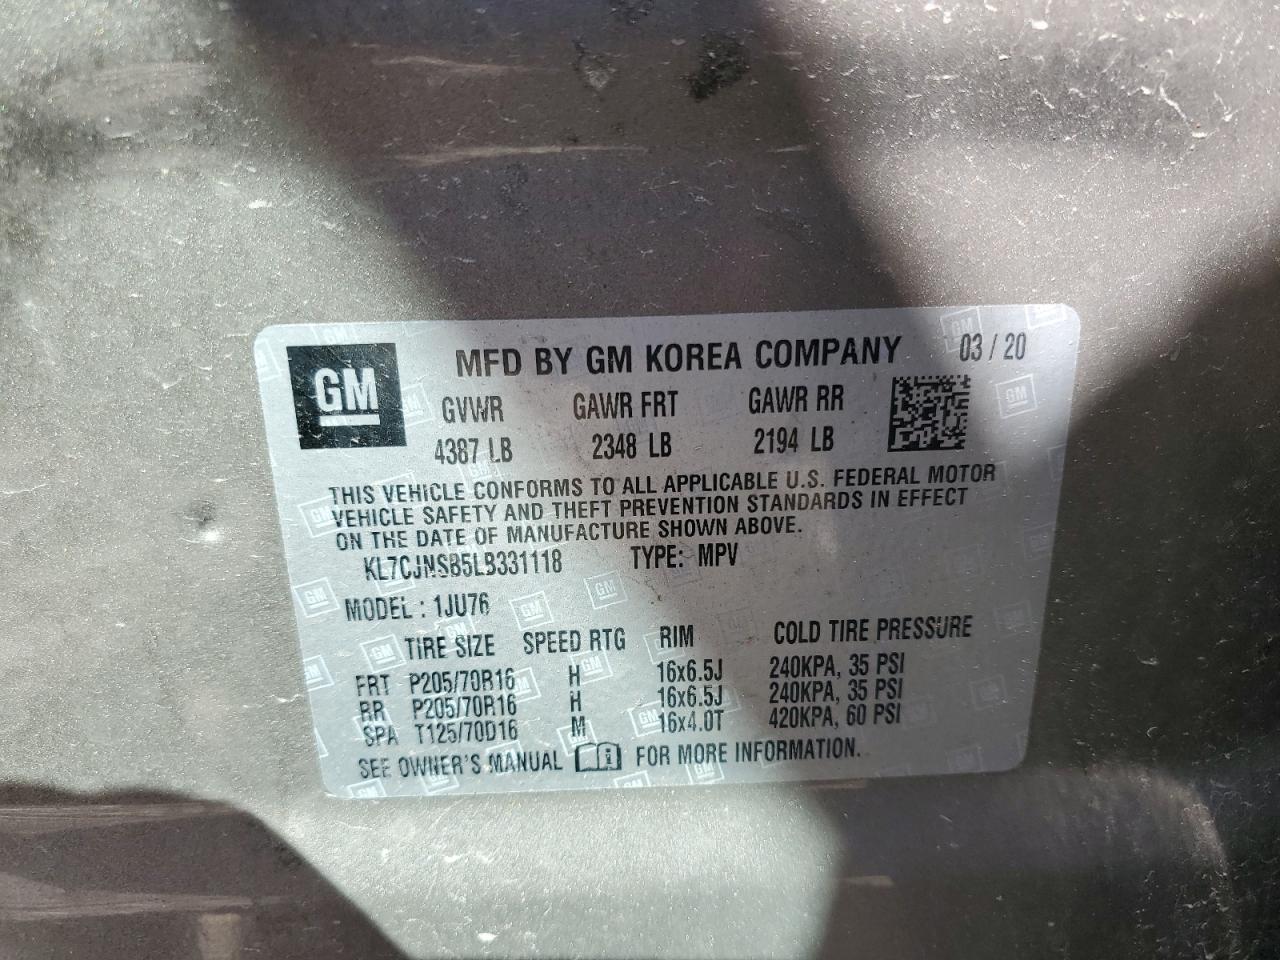 GM
MFD BY GM KOREA COMPANY 03 / 20
GVWR GAWR FRT GAWR RR
4387 LB 2348 LB 2194 LB
THIS VEHICLE CONFORMS TO ALL APPLICABLE U.S. FEDERAL MOTOR
VEHICLE SAFETY AND THEFT PREVENTION STANDARDS IN EFFECT
ON THE DATE OF MANUFACTURE SHOWN ABOVE.
KL7CJNSB5LB331118 TYPE: MPV
MODEL : 1JU76
TIRE SIZE SPEED RTG RIM COLD TIRE PRESSURE
FRT P205/70R16 H 16x6.5J 240KPA, 35 PSI
RR P205/70R16 H 16x6.5J 240KPA, 35 PSI
SPA T125/70D16 M 16x4.0T 420KPA, 60 PSI
SEE OWNER'S MANUAL FOR MORE INFORMATION.